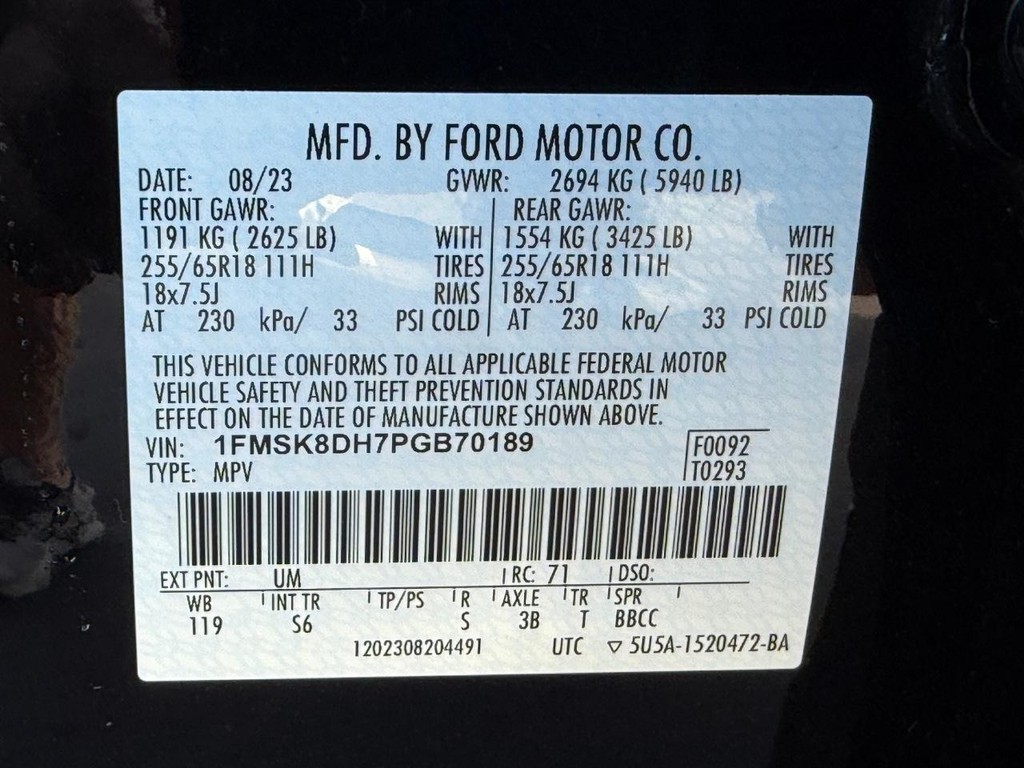 MFD. BY FORD MOTOR CO.
DATE: 08/23 GVWR: 2694 KG ( 5940 LB)
FRONT GAWR: REAR GAWR:
1191 KG ( 2625 LB) WITH 1554 KG ( 3425 LB) WITH
255/65R18 111H TIRES 255/65R18 111H TIRES
18x7.5J RIMS 18x7.5J RIMS
AT 230 kPa/ 33 PSI COLD AT 230 kPa/ 33 PSI COLD
THIS VEHICLE CONFORMS TO ALL APPLICABLE FEDERAL MOTOR
VEHICLE SAFETY AND THEFT PREVENTION STANDARDS IN
EFFECT ON THE DATE OF MANUFACTURE SHOWN ABOVE.
VIN: 1FMSK8DH7PGB70189 F0092
TYPE: MPV T0293
EXT PNT: UM RC: 71 DSO:
WB INT TR TP/PS R AXLE TR SPR
119 S6 S 3B T BBCC
1202308204491 UTC ▽ 5U5A-1520472-BA